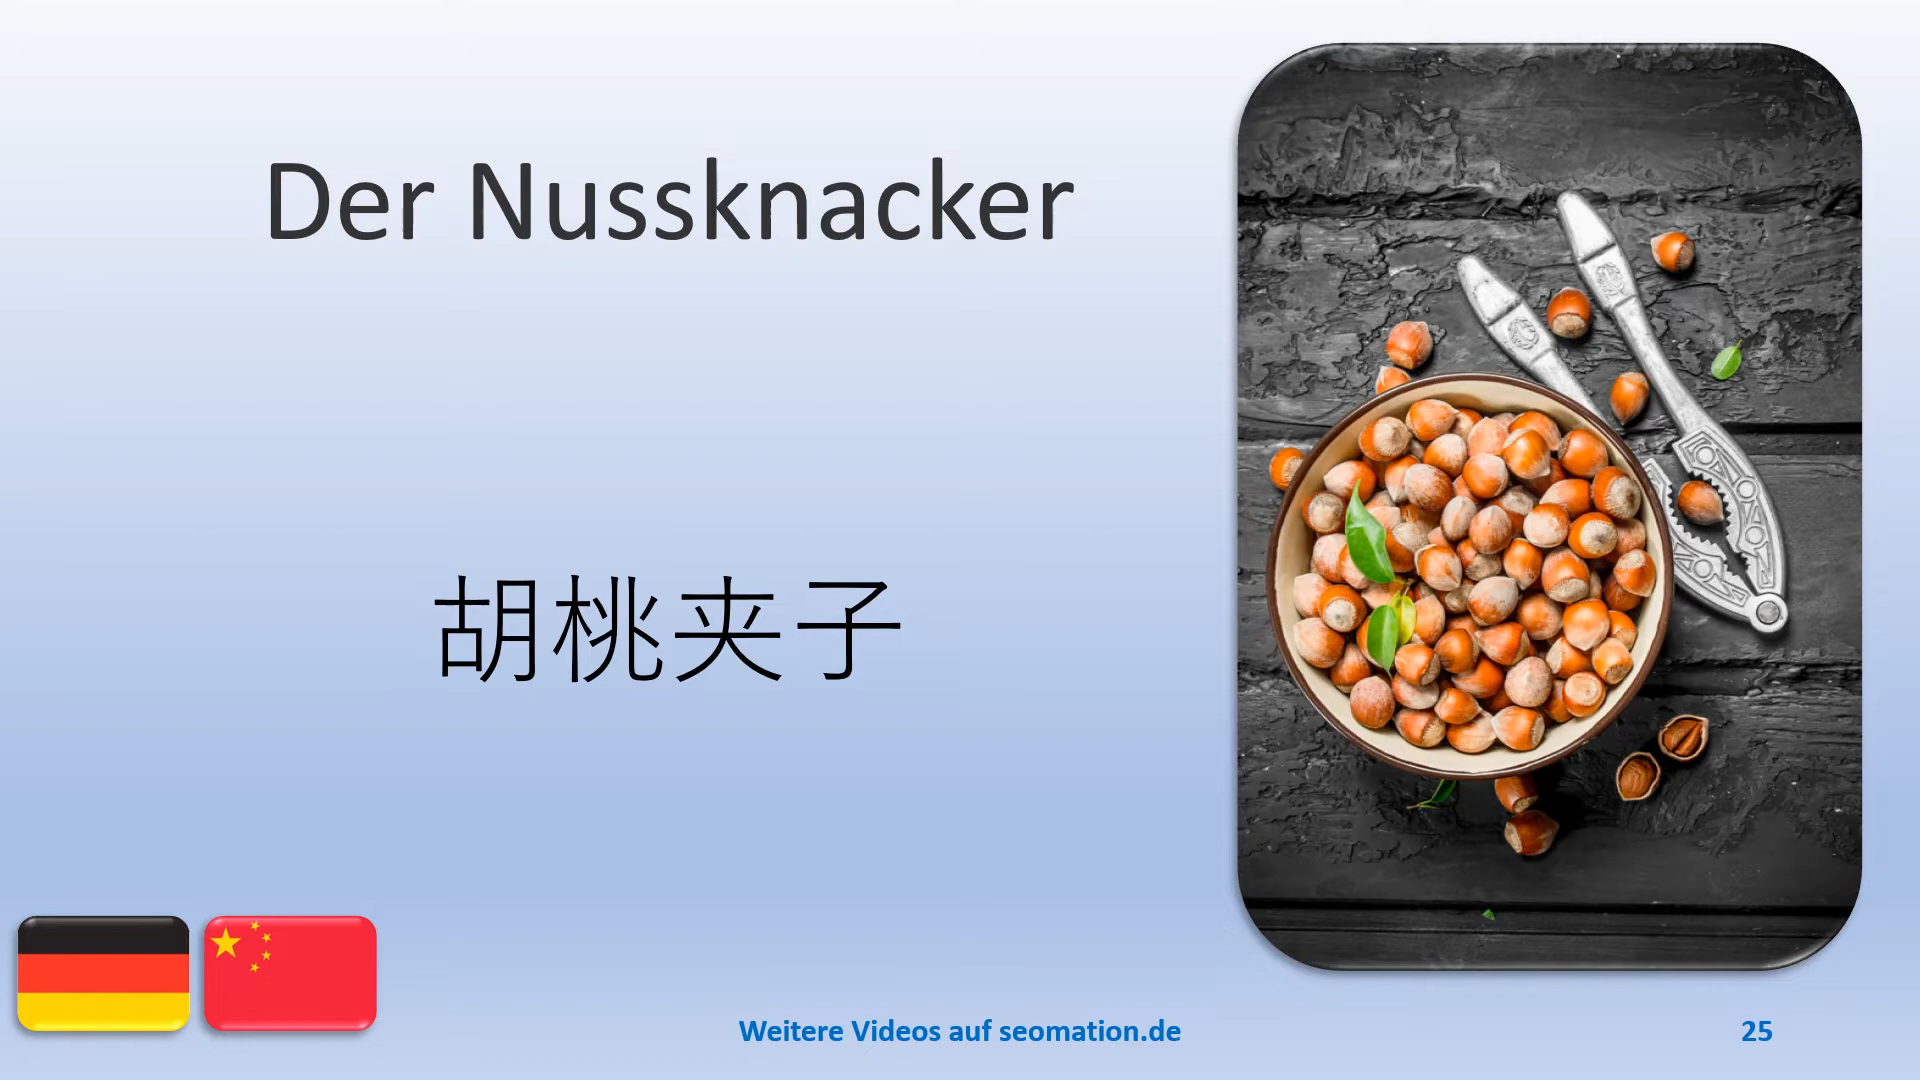 Der Nussknacker
胡桃夹子
Weitere Videos auf seomation.de
25